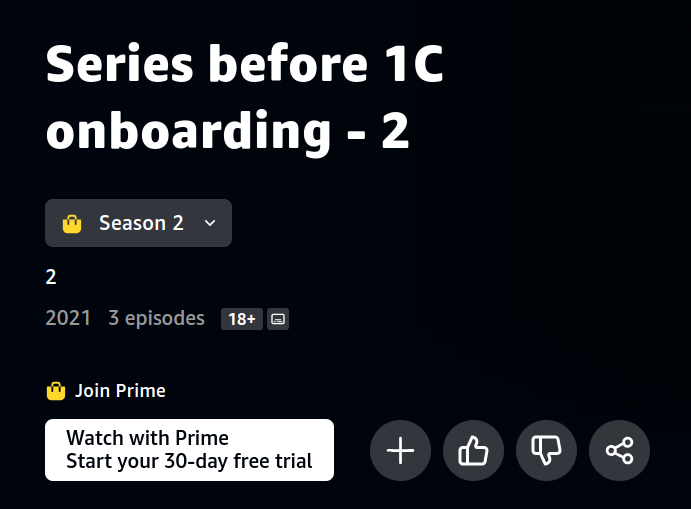 Series before 1C
onboarding - 2
Season 2
2
2021 3 episodes 18+
Join Prime
Watch with Prime
Start your 30-day free trial